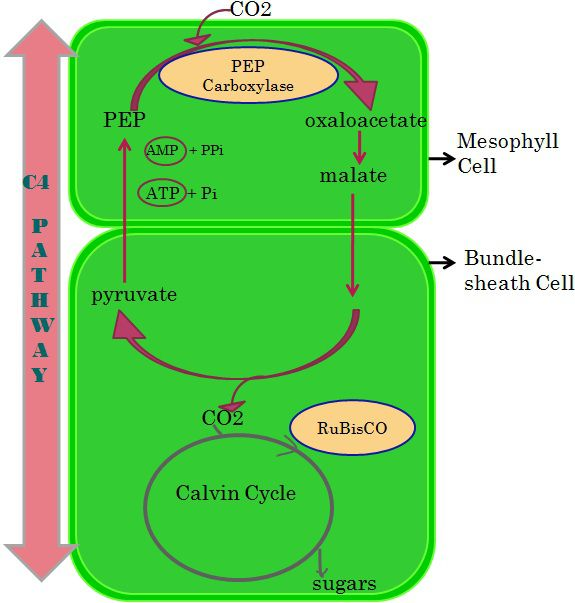 CO2
PEP
Carboxylase
PEP
oxaloacetate
AMP + PPi
ATP + Pi
malate
Mesophyll
Cell
C4
PATHWAY
Bundle-
sheath Cell
pyruvate
CO2
RuBisCO
Calvin Cycle
sugars